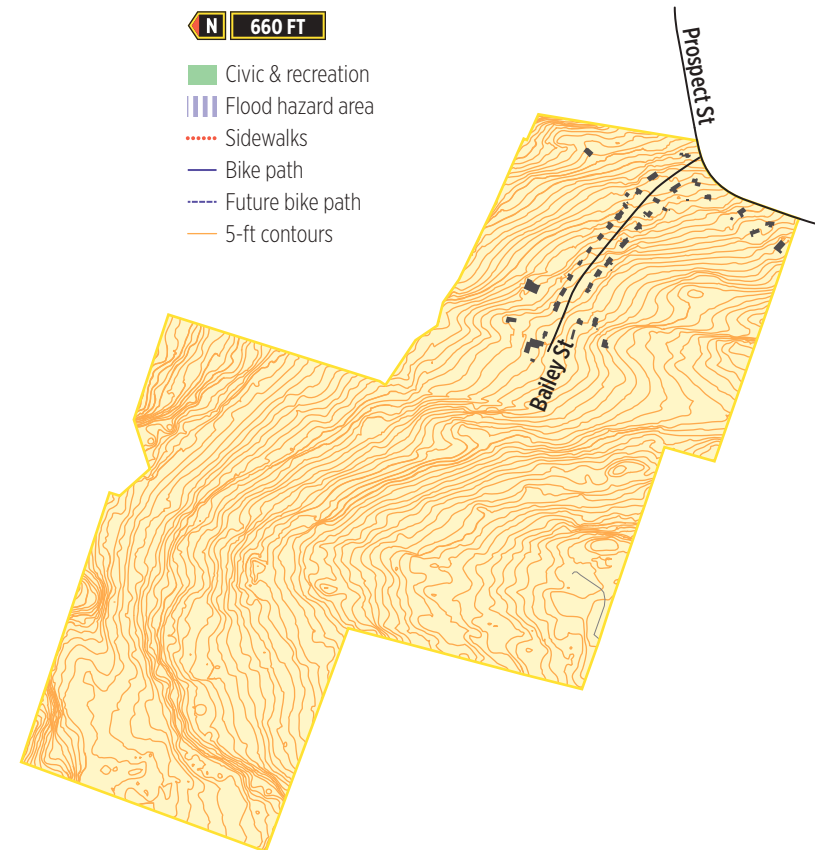 N 660 FT
Civic & recreation
Flood hazard area
Sidewalks
Bike path
Future bike path
5-ft contours
Prospect St
Bailey St